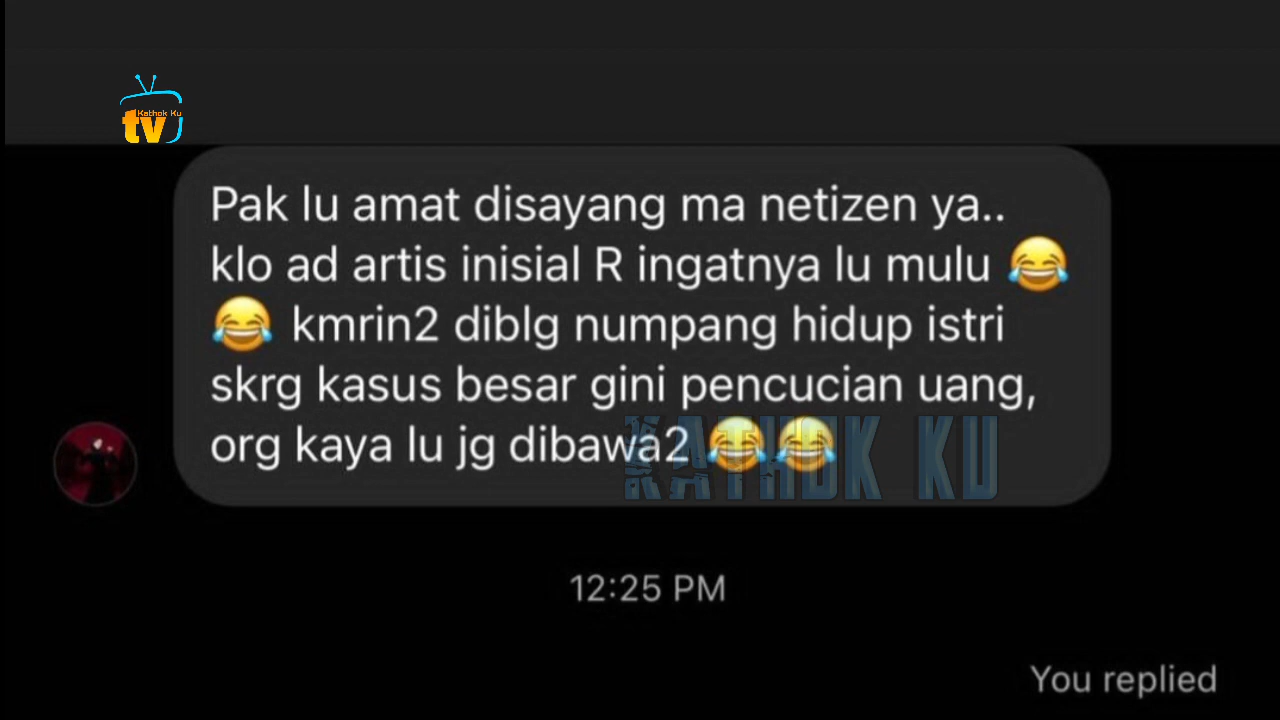 Kathok Ku
tv
Pak lu amat disayang ma netizen ya..
klo ad artis inisial R ingatnya lu mulu 😂
😂 kmrin2 diblg numpang hidup istri
skrg kasus besar gini pencucian uang,
org kaya lu jg dibawa2 😂😂
KATHOK KU
12:25 PM
You replied